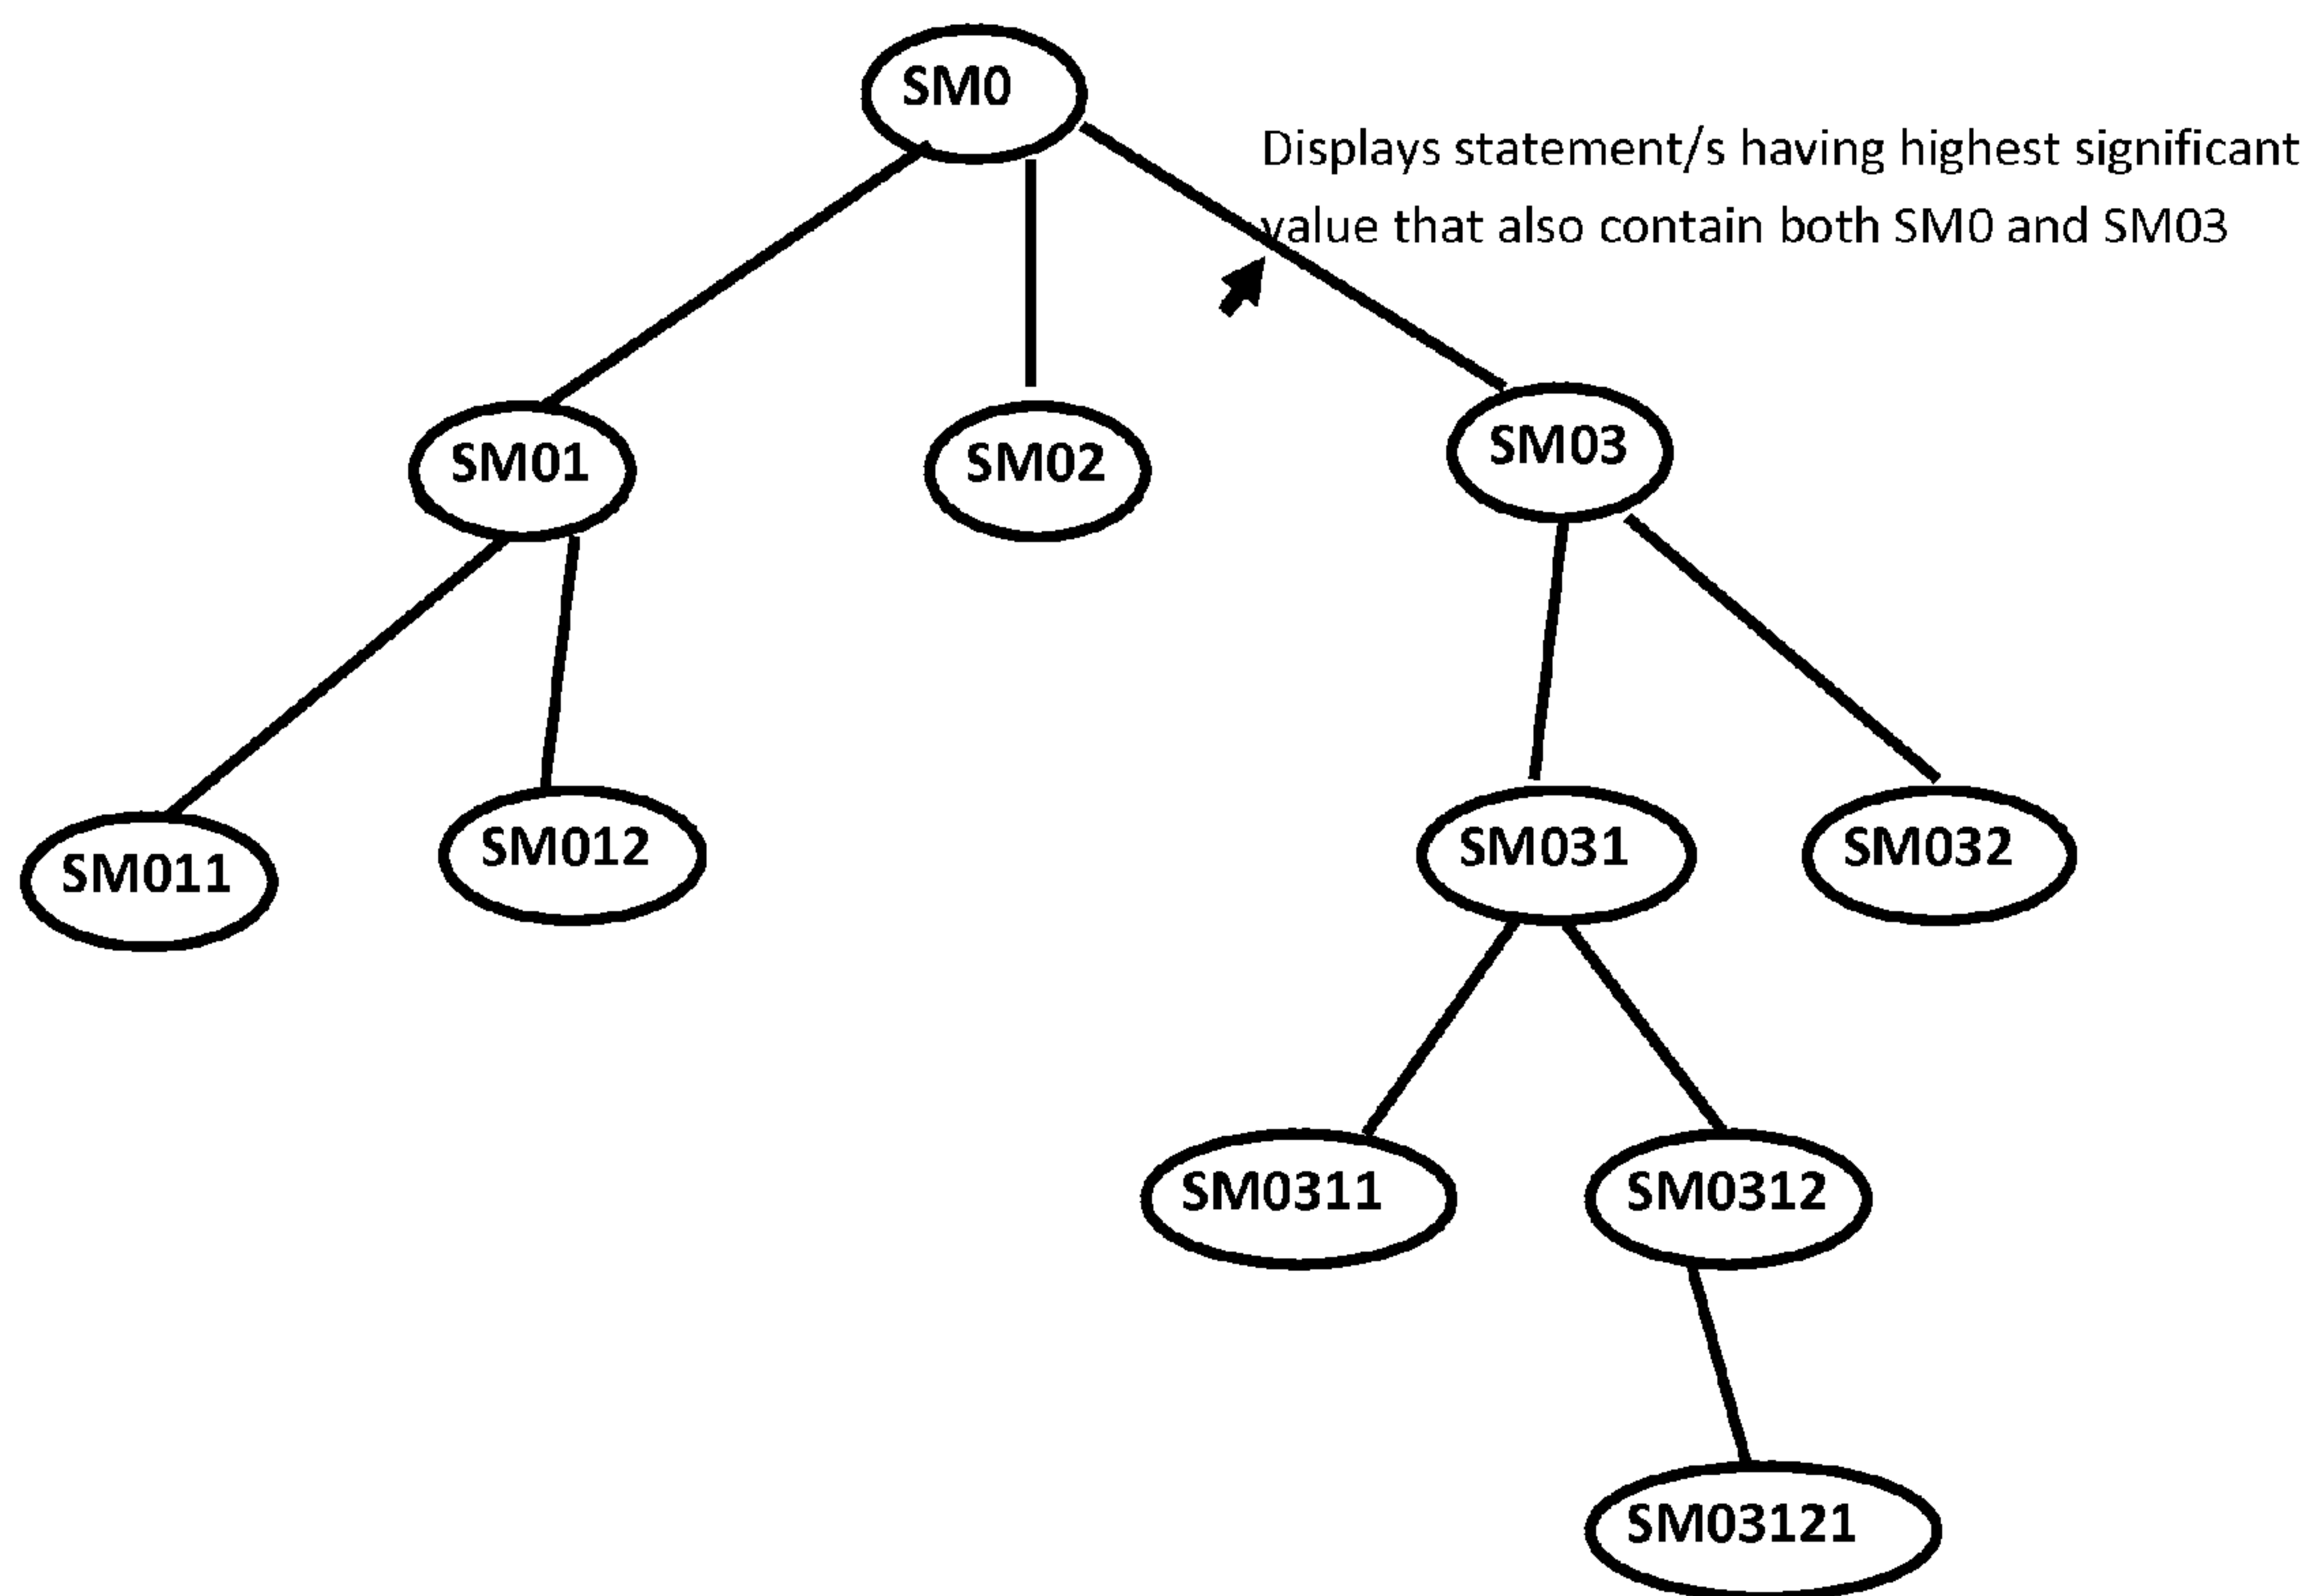 SM0
Displays statement/s having highest significant
value that also contain both SM0 and SM03
SM01
SM02
SM03
SM011
SM012
SM031
SM032
SM0311
SM0312
SM03121